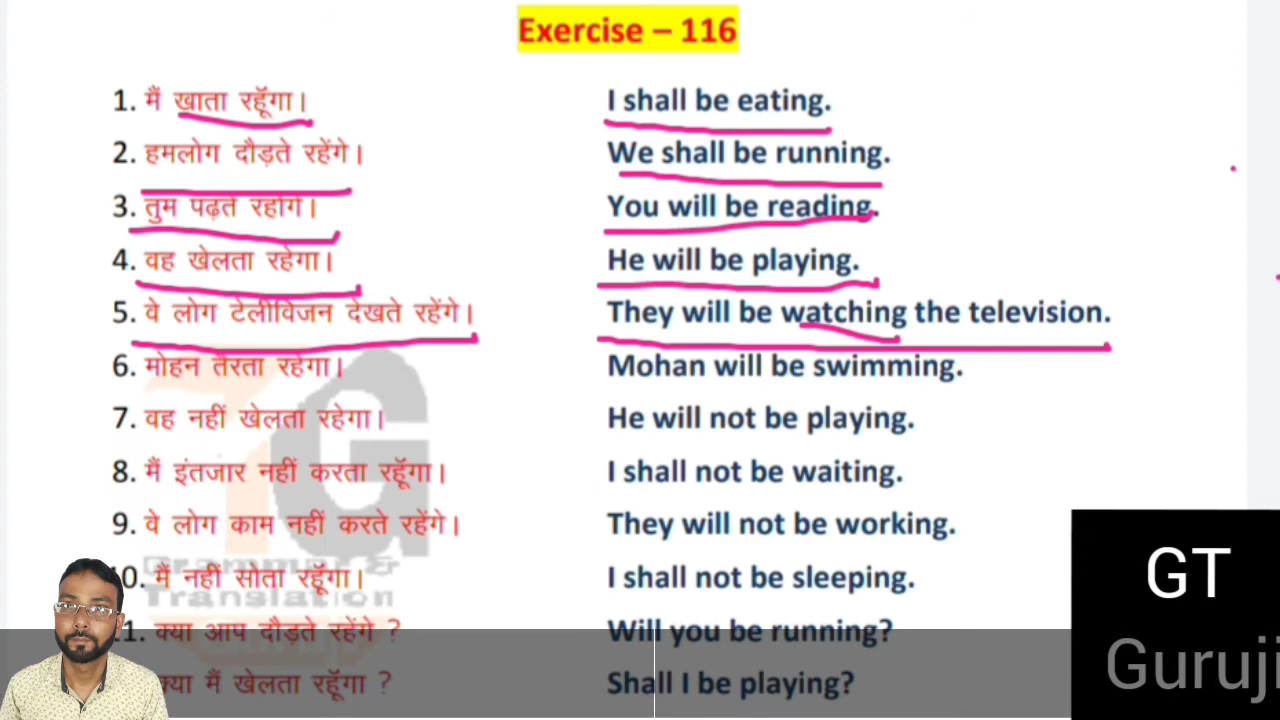 Exercise – 116
1. मैं खाता रहूँगा। I shall be eating.
2. हमलोग दौड़ते रहेंगे। We shall be running.
3. तुम पढ़ते रहोगे। You will be reading.
4. वह खेलता रहेगा। He will be playing.
5. वे लोग टेलीविजन देखते रहेंगे। They will be watching the television.
6. मोहन तैरता रहेगा। Mohan will be swimming.
7. वह नहीं खेलता रहेगा। He will not be playing.
8. मैं इंतजार नहीं करता रहूँगा। I shall not be waiting.
9. वे लोग काम नहीं करते रहेंगे। They will not be working.
10. मैं नहीं सोता रहूँगा। I shall not be sleeping.
11. क्या आप दौड़ते रहेंगे ? Will you be running?
क्या मैं खेलता रहूँगा ? Shall I be playing?
Grammar &
Translation
GT
Guruji